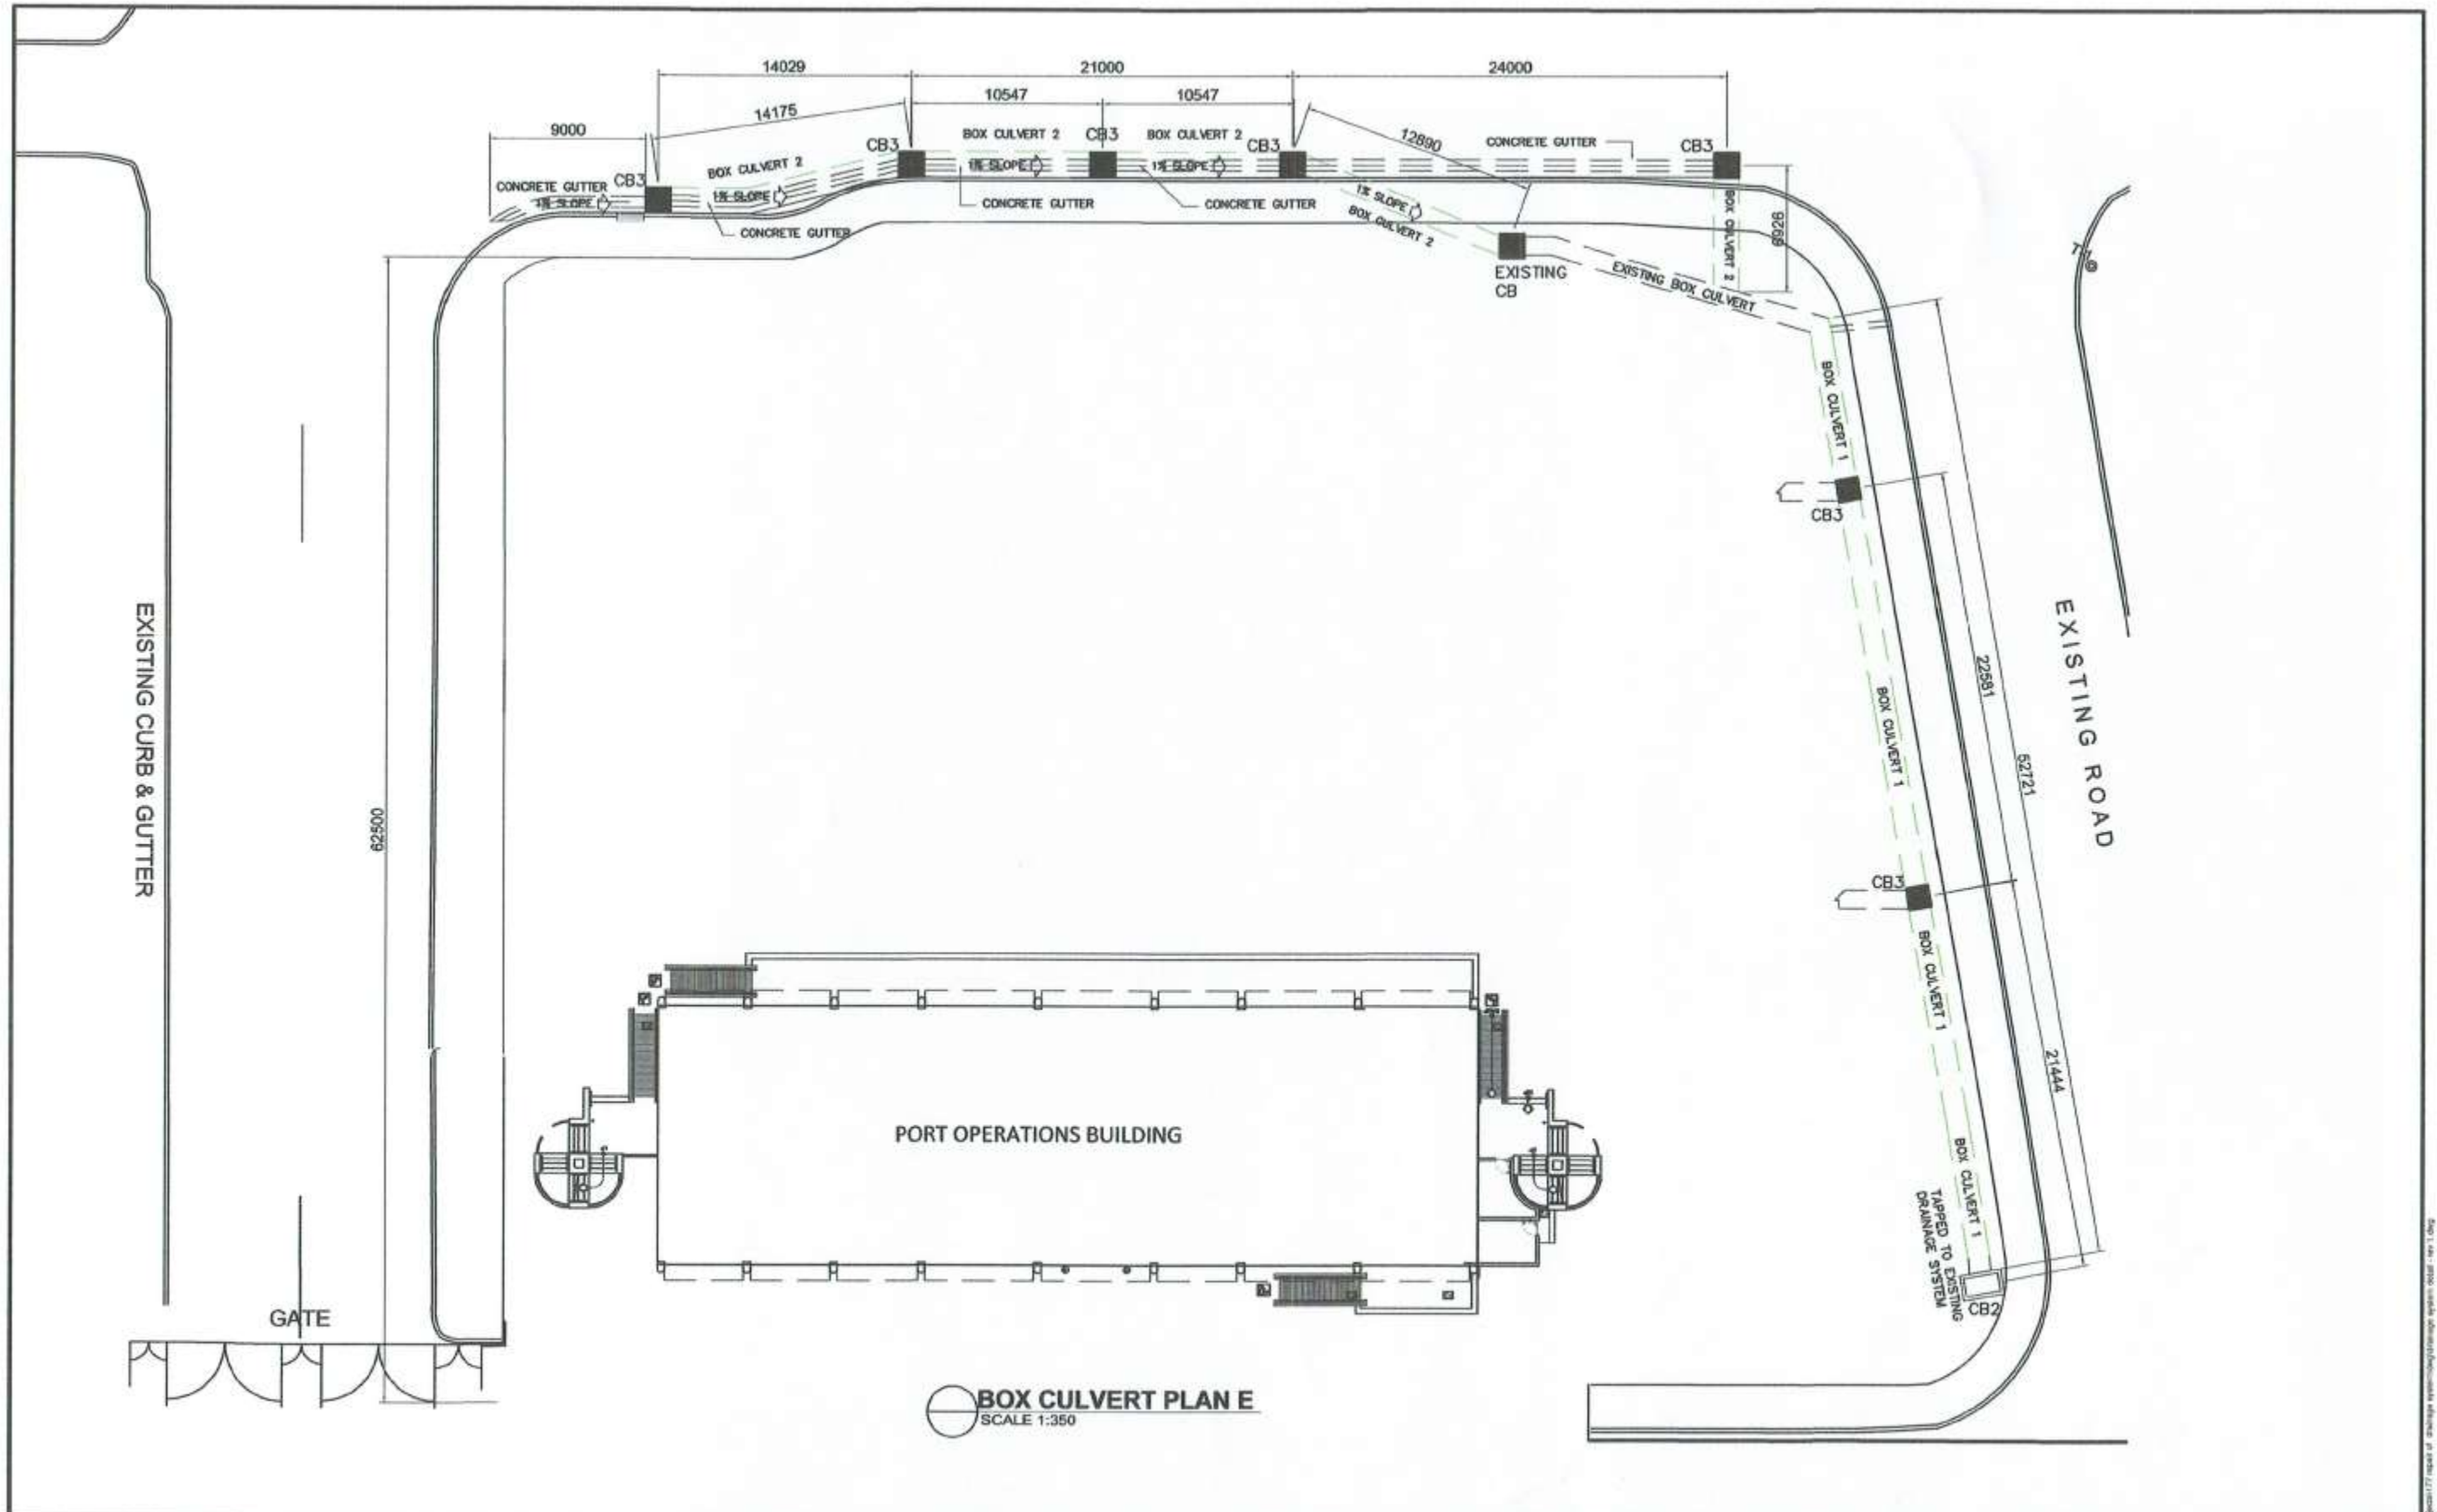 14029
21000
24000
10547
10547
14175
9000
12890
BOX CULVERT 2
CB3
BOX CULVERT 2
CONCRETE GUTTER
CB3
CB3
CB3
BOX CULVERT 2
1% SLOPE
1% SLOPE
CB3
CONCRETE GUTTER
1% SLOPE
1% SLOPE
CONCRETE GUTTER
CONCRETE GUTTER
CONCRETE GUTTER
1% SLOPE
BOX CULVERT 2
BOX CULVERT 2
6926
EXISTING
CB
EXISTING BOX CULVERT
BOX CULVERT 1
CB3
22581
52721
EXISTING ROAD
BOX CULVERT 1
EXISTING CURB & GUTTER
62500
CB3
BOX CULVERT 1
21444
PORT OPERATIONS BUILDING
BOX CULVERT 1
TAPPED TO EXISTING
DRAINAGE SYSTEM
CB2
GATE
BOX CULVERT PLAN E
SCALE 1:350